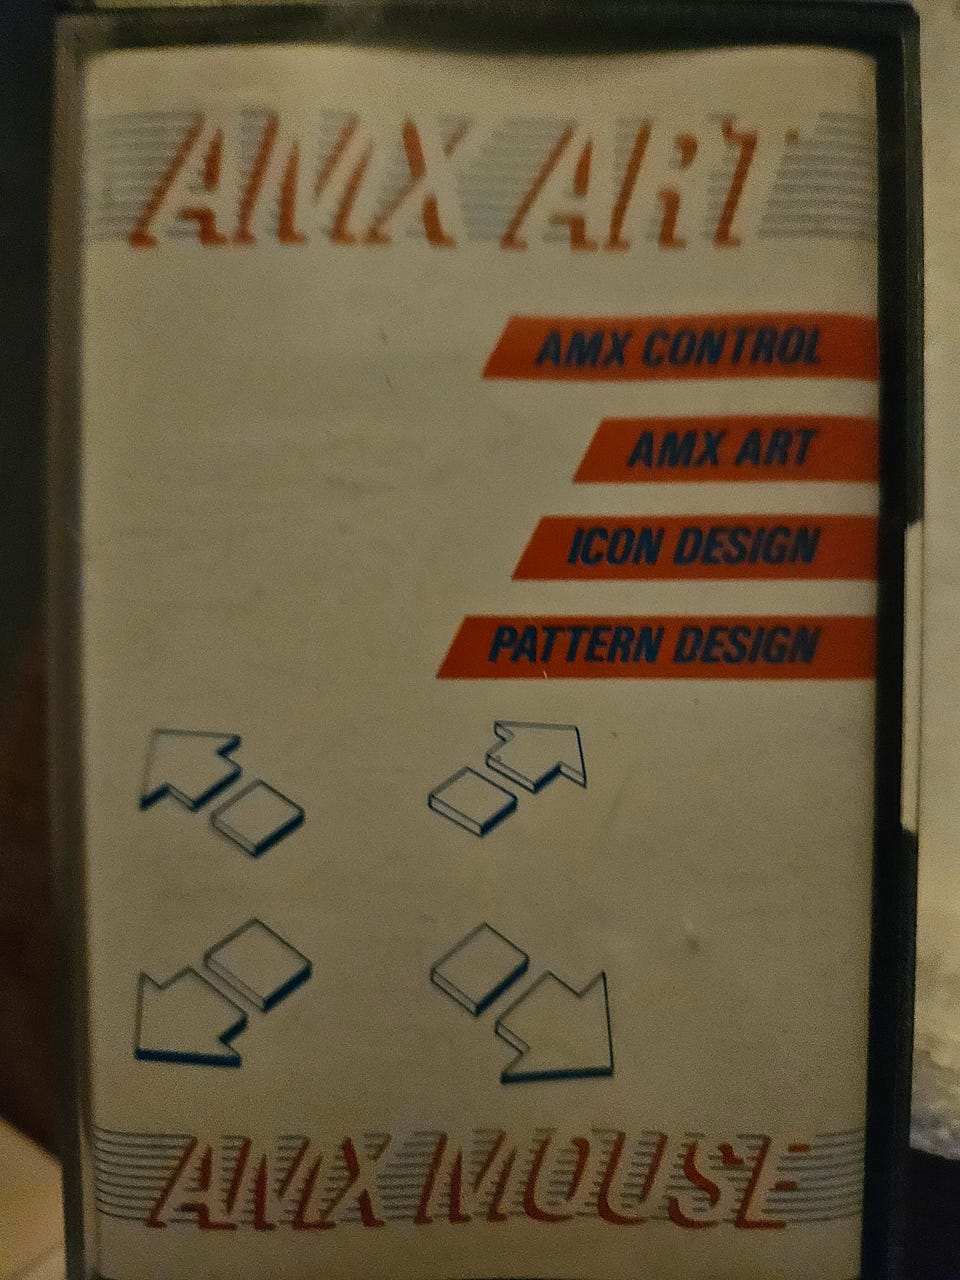 AMX ART
AMX CONTROL
AMX ART
ICON DESIGN
PATTERN DESIGN
AMX MOUSE